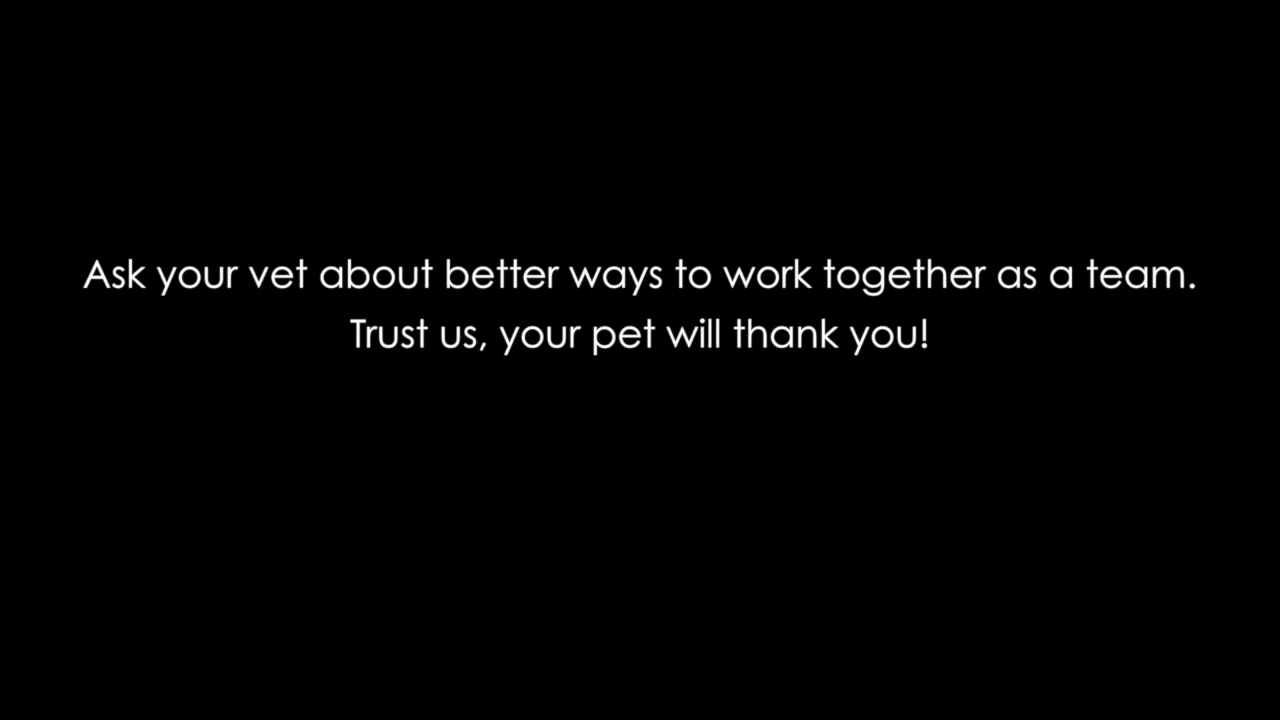 Ask your vet about better ways to work together as a team.
Trust us, your pet will thank you!